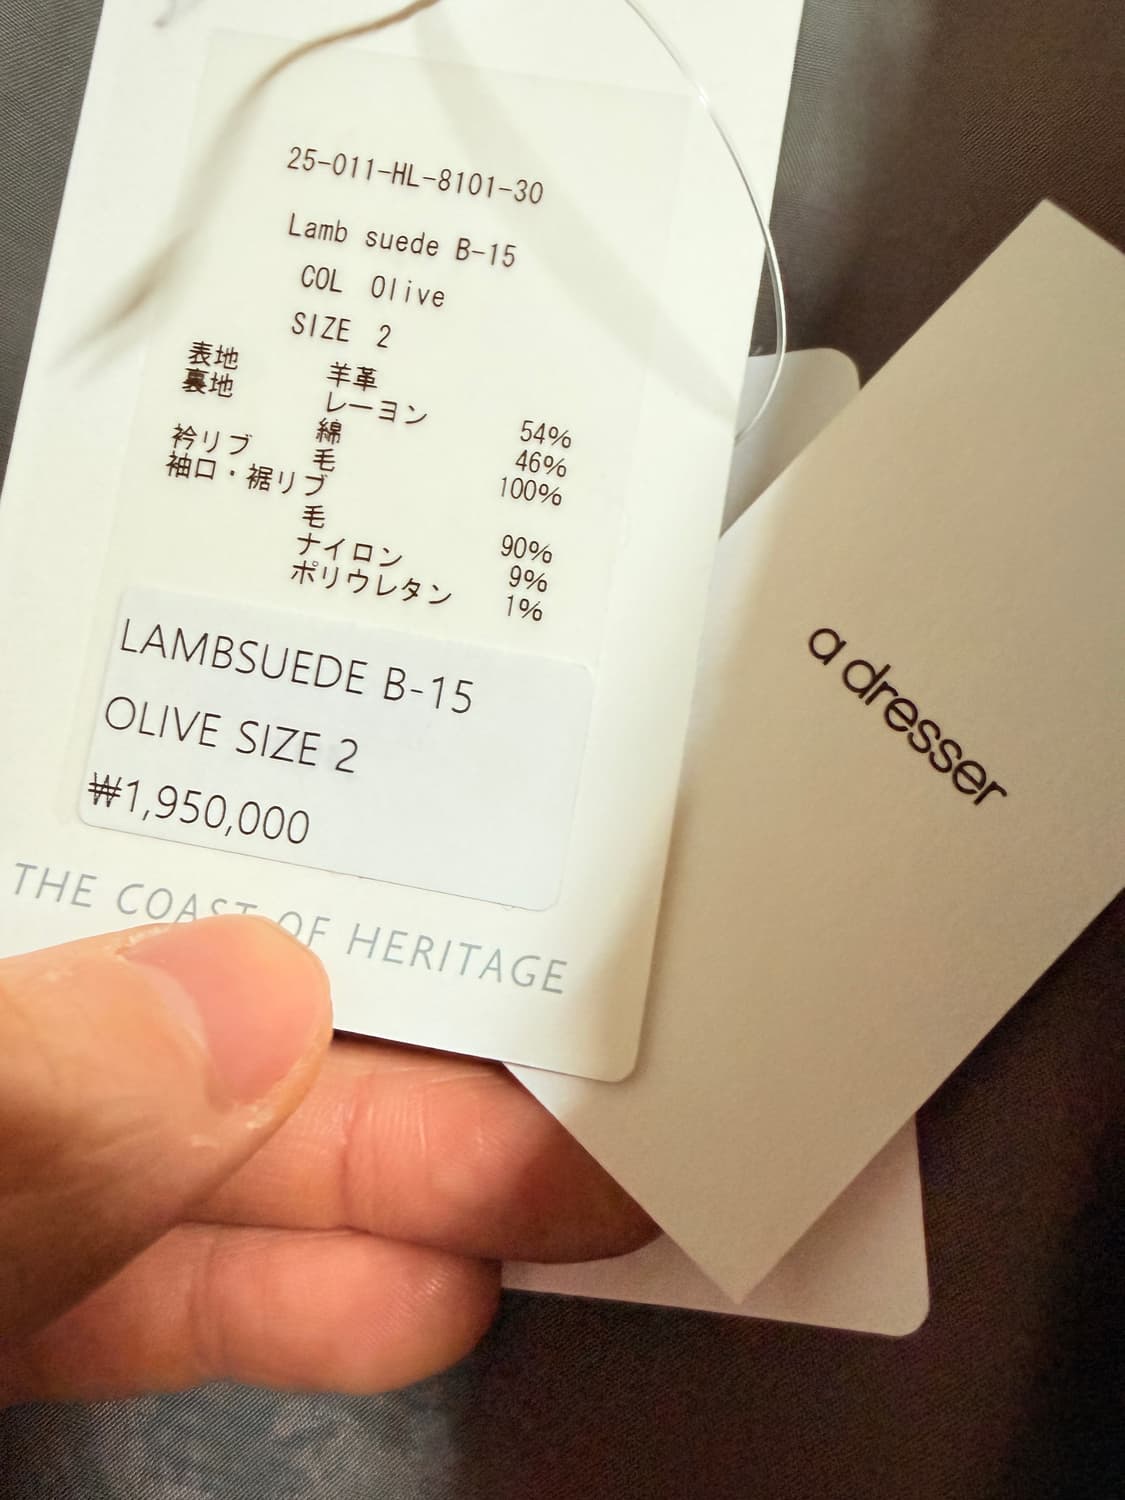 25-011-HL-8101-30
Lamb suede B-15
COL Olive
SIZE 2
表地 羊革
裏地 レーヨン 54%
綿 46%
衿リブ 毛 100%
袖口・裾リブ
毛 90%
ナイロン 9%
ポリウレタン 1%
LAMBSUEDE B-15
OLIVE SIZE 2
₩1,950,000
THE COAST OF HERITAGE
a dresser